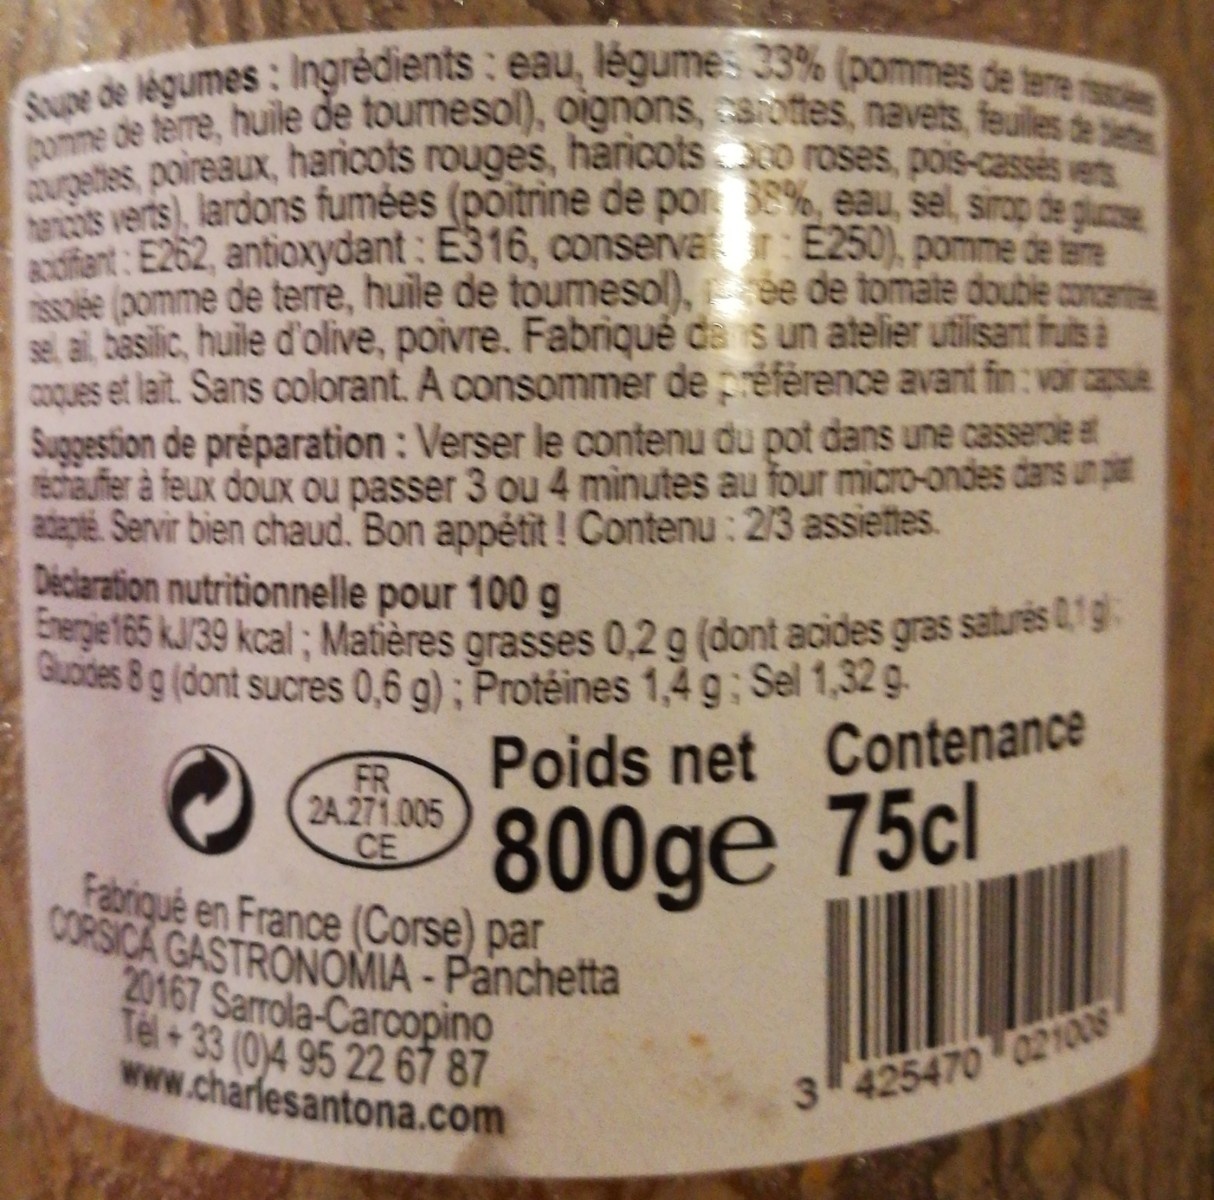 Soupe de légumes : Ingrédients : eau, légumes 33% (pommes de terre rissolées
(pomme de terre, huile de tournesol), oignons, carottes, navets, feuilles de blettes,
courgettes, poireaux, haricots rouges, haricots coco roses, pois-cassés verts,
haricots verts), lardons fumées (poitrine de porc 88%, eau, sel, sirop de glucose,
acidifiant : E262, antioxydant : E316, conservateur : E250), pomme de terre
rissolée (pomme de terre, huile de tournesol), purée de tomate double concentrée,
sel, ail, basilic, huile d'olive, poivre. Fabriqué dans un atelier utilisant fruits à
coques et lait. Sans colorant. A consommer de préférence avant fin : voir capsule.
Suggestion de préparation : Verser le contenu du pot dans une casserole et
réchauffer à feux doux ou passer 3 ou 4 minutes au four micro-ondes dans un plat
adapté. Servir bien chaud. Bon appétit ! Contenu : 2/3 assiettes.
Déclaration nutritionnelle pour 100 g
Energie165 kJ/39 kcal ; Matières grasses 0,2 g (dont acides gras saturés 0,1 g) ;
Glucides 8 g (dont sucres 0,6 g) ; Protéines 1,4 g ; Sel 1,32 g.
FR
2A.271.005
CE
Poids net
800ge
Contenance
75cl
Fabriqué en France (Corse) par
CORSICA GASTRONOMIA - Panchetta
20167 Sarrola-Carcopino
Tél + 33 (0)4 95 22 67 87
www.charlesantona.com
3 425470 021008